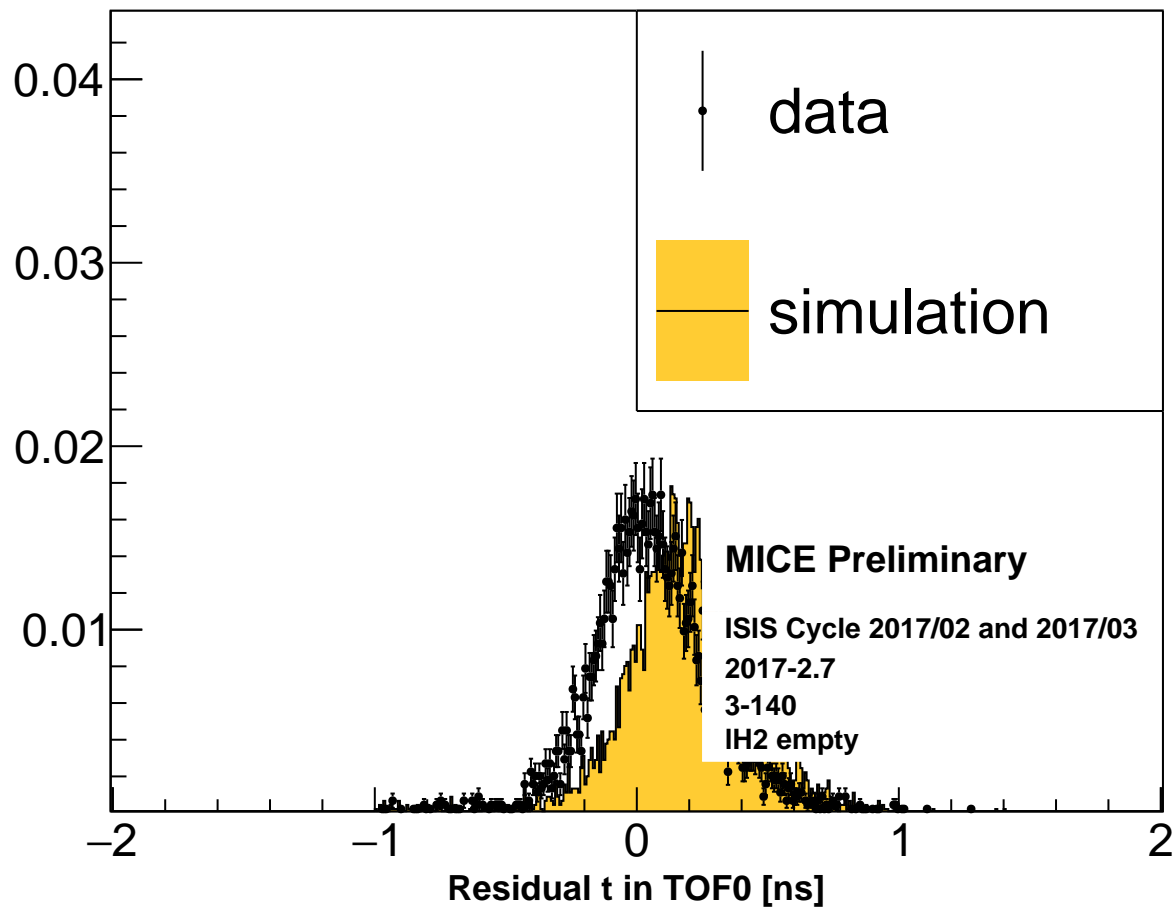 0.04
data
0.03
simulation
0.02
MICE Preliminary
0.01
ISIS Cycle 2017/02 and 2017/03
2017-2.7
3-140
lH2 empty
−2
−1
0
1
2
Residual t in TOF0 [ns]